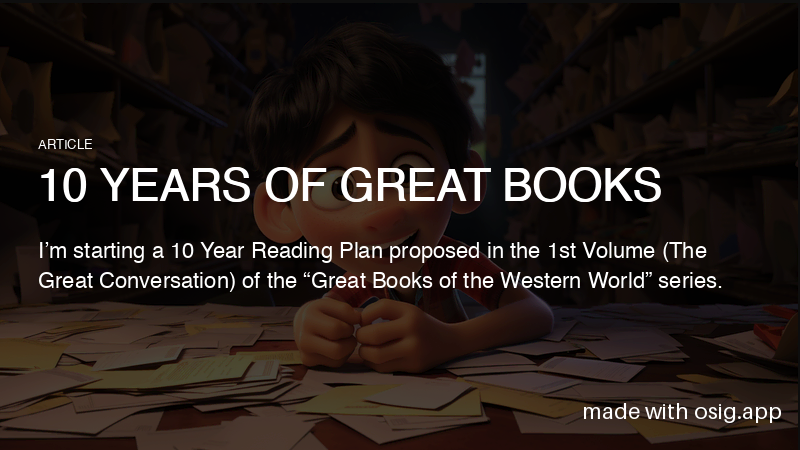 ARTICLE
10 YEARS OF GREAT BOOKS
I’m starting a 10 Year Reading Plan proposed in the 1st Volume (The
Great Conversation) of the “Great Books of the Western World” series.
made with osig.app